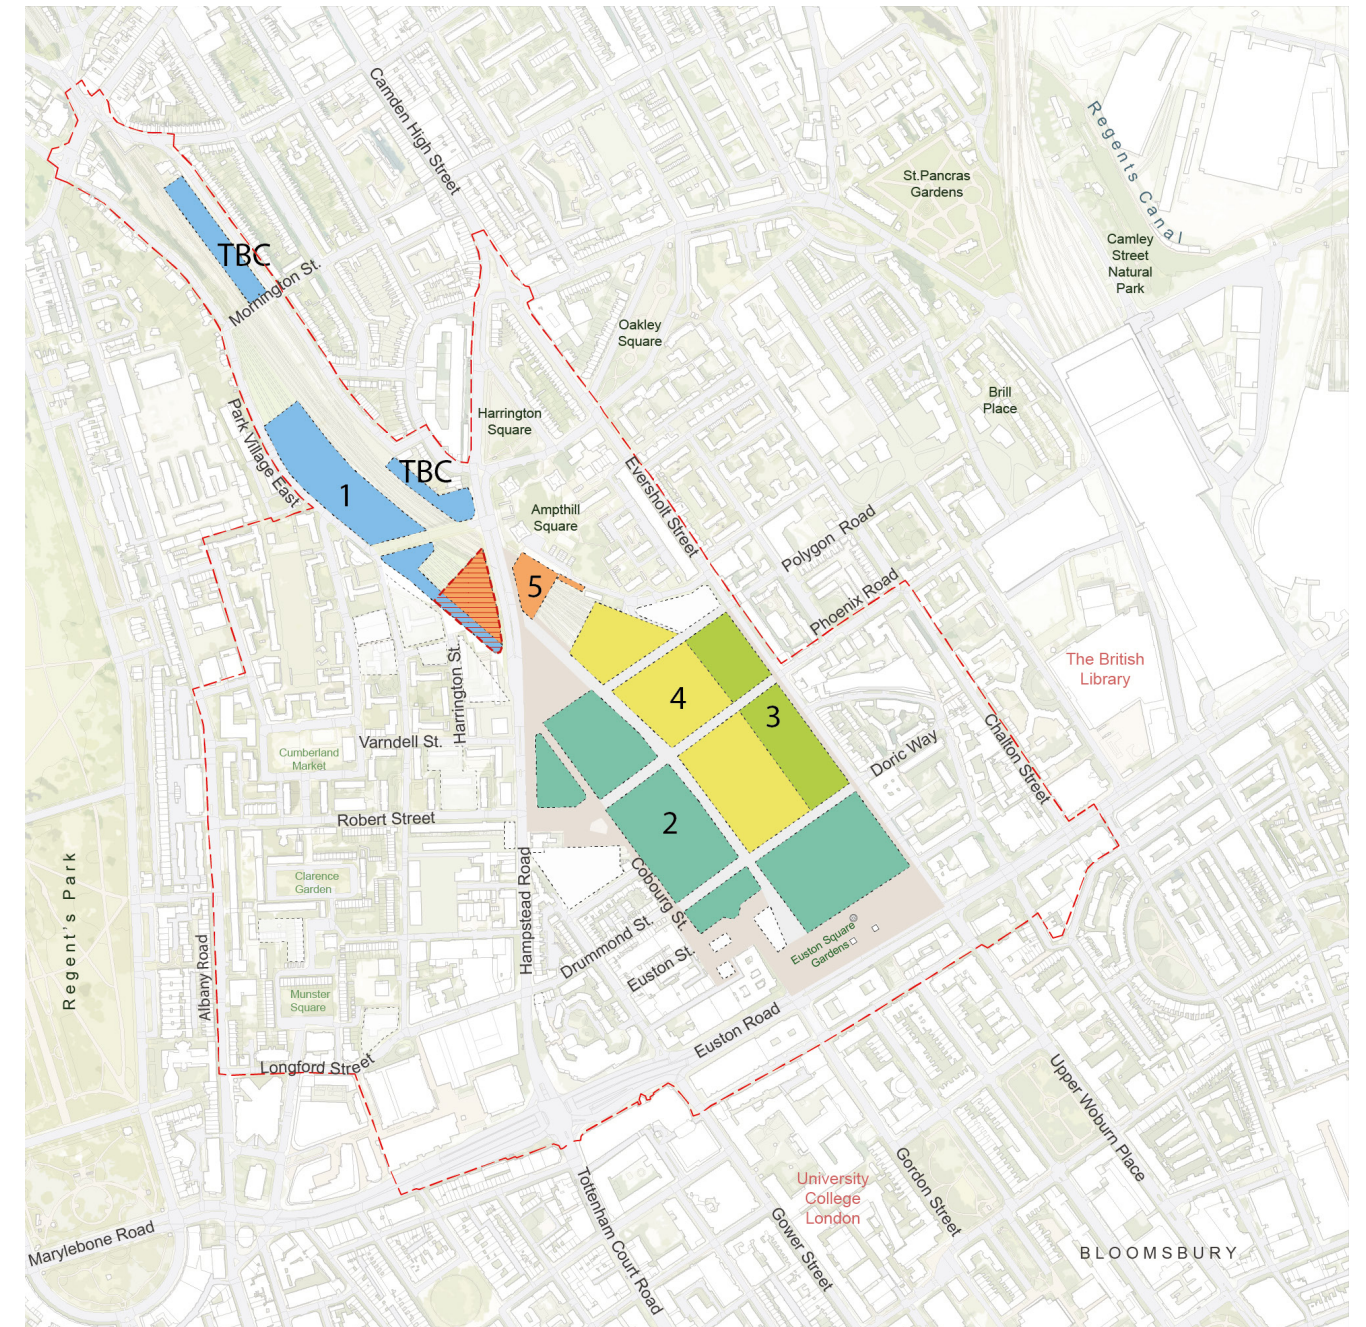 Camden High Street
Regents Canal
St.Pancras
Gardens
Camley
Street
Natural
Park
TBC
Mornington St.
Oakley
Square
Brill
Place
Park Village East
Harrington
Square
TBC
1
Eversholt Street
Ampthill
Square
Polygon Road
5
Phoenix Road
The British
Library
Harrington St.
4
3
Chalton Street
Varndell St.
Cumberland
Market
Doric Way
Robert Street
2
Regent's Park
Clarence
Garden
Hampstead Road
Cobourg St.
Drummond St.
Euston St.
Euston Square
Gardens
Albany Road
Munster
Square
Euston Road
Longford Street
Upper Woburn Place
University
College
London
Gordon Street
Tottenham Court Road
Gower Street
Marylebone Road
BLOOMSBURY